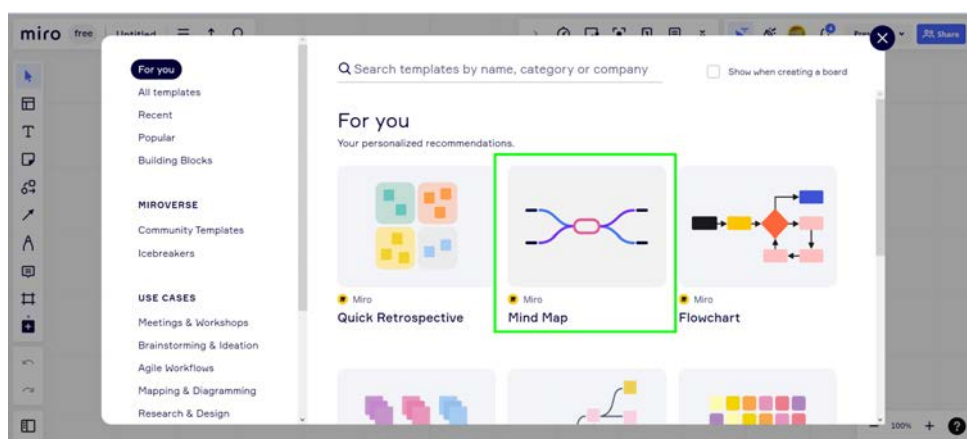 miro free Untitled
Share
For you
All templates
Recent
Popular
Building Blocks
MIROVERSE
Community Templates
Icebreakers
USE CASES
Meetings & Workshops
Brainstorming & Ideation
Agile Workflows
Mapping & Diagramming
Research & Design
Search templates by name, category or company
Show when creating a board
For you
Your personalized recommendations.
Miro
Quick Retrospective
Miro
Mind Map
Miro
Flowchart
100%